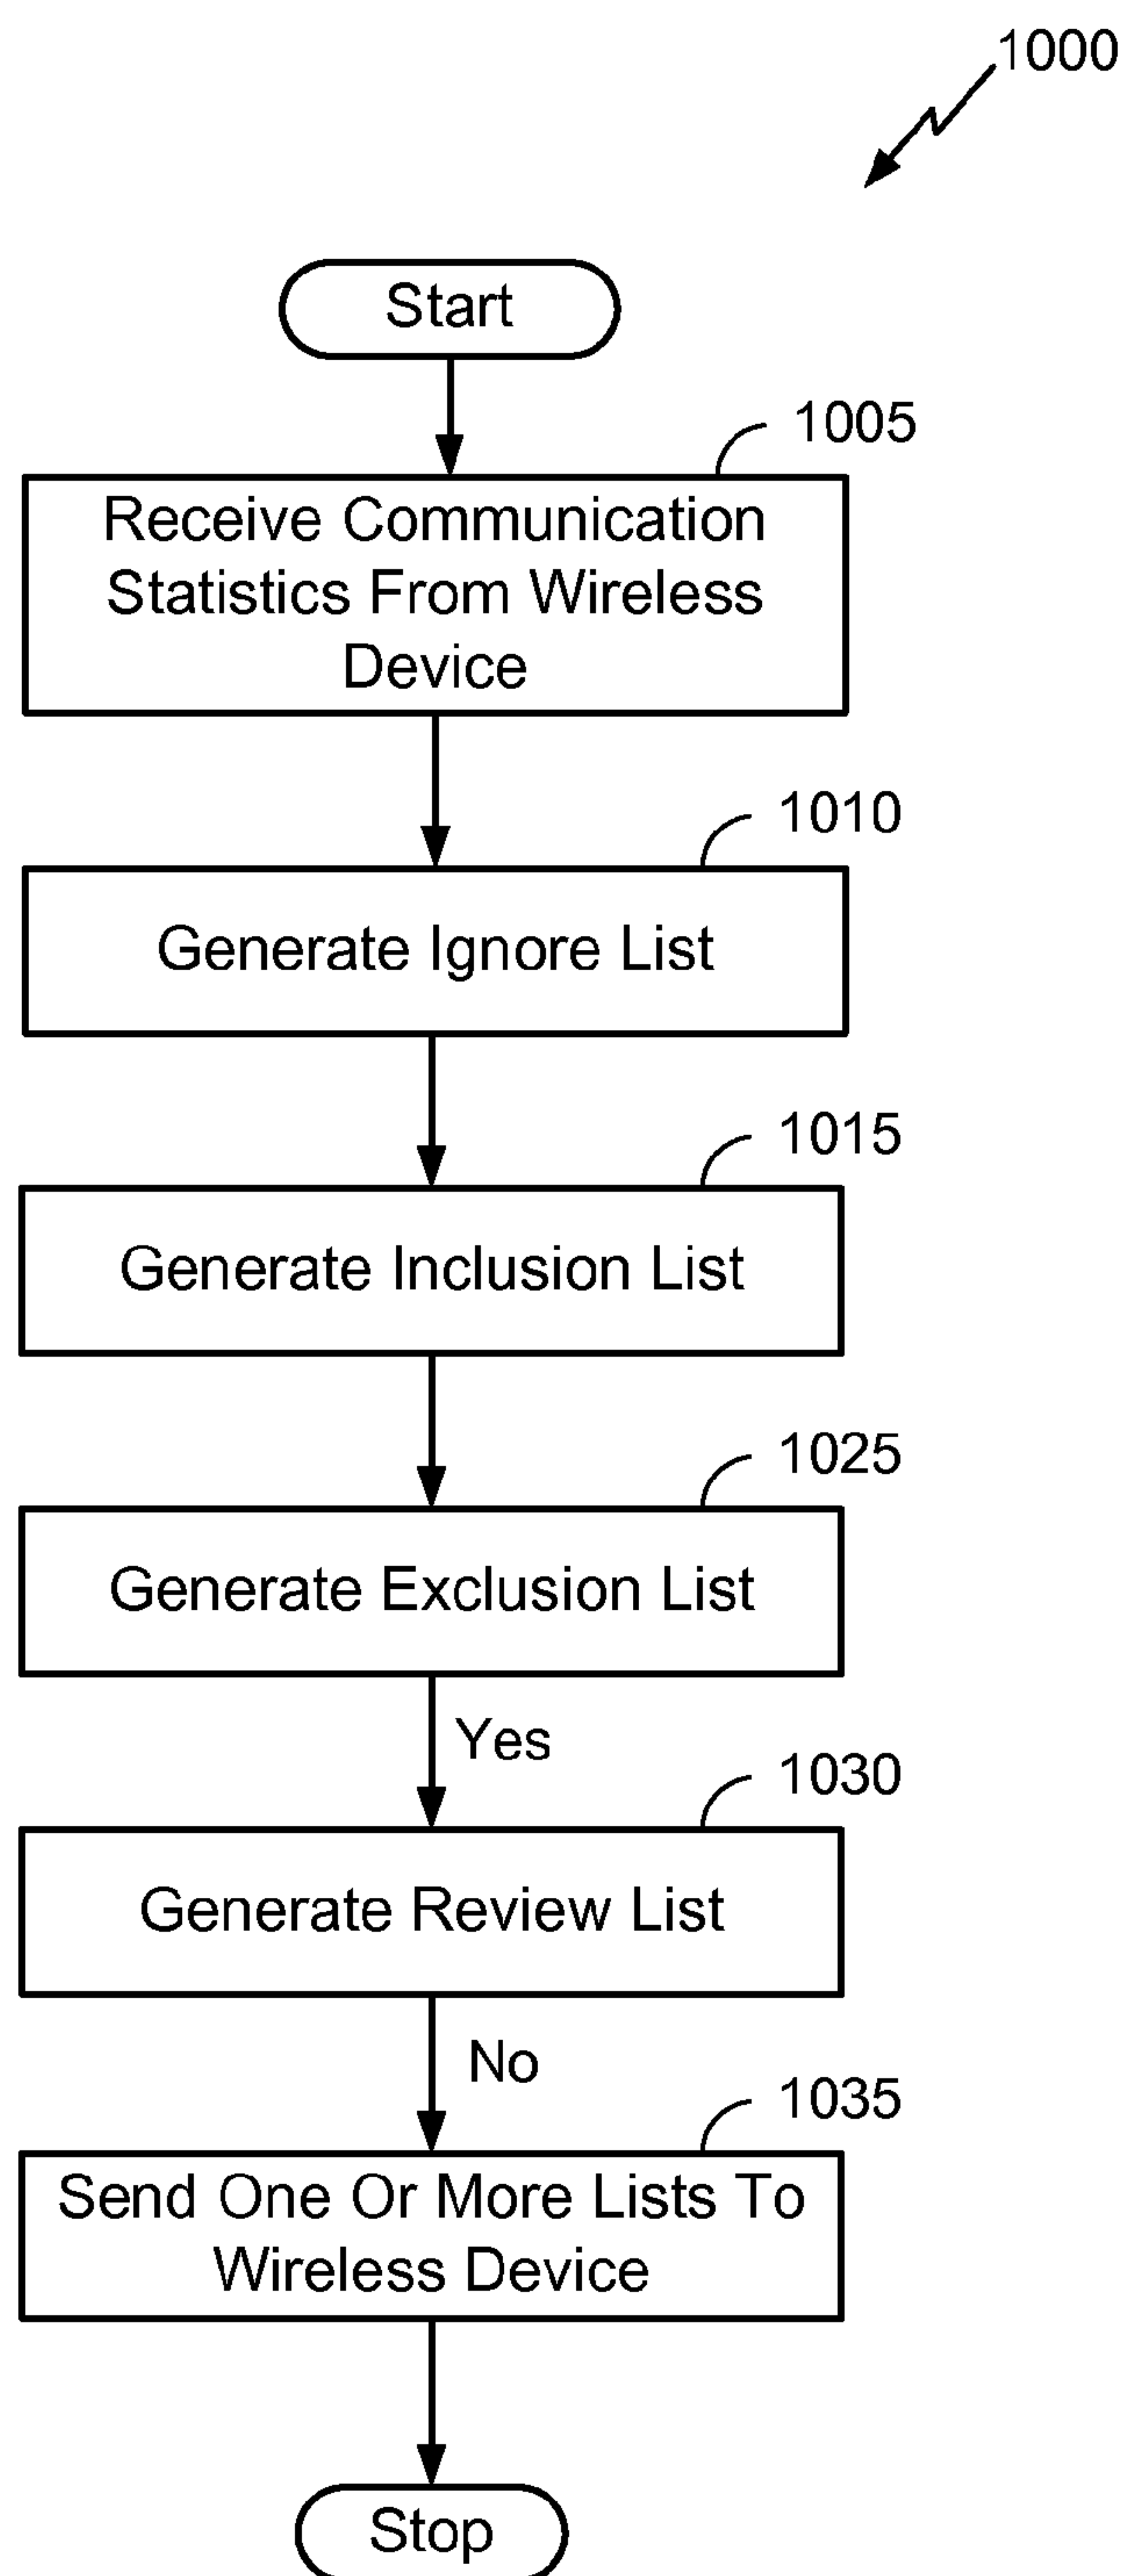 1000
Start
1005
Receive Communication
Statistics From Wireless
Device
1010
Generate Ignore List
1015
Generate Inclusion List
1025
Generate Exclusion List
Yes
1030
Generate Review List
No
1035
Send One Or More Lists To
Wireless Device
Stop